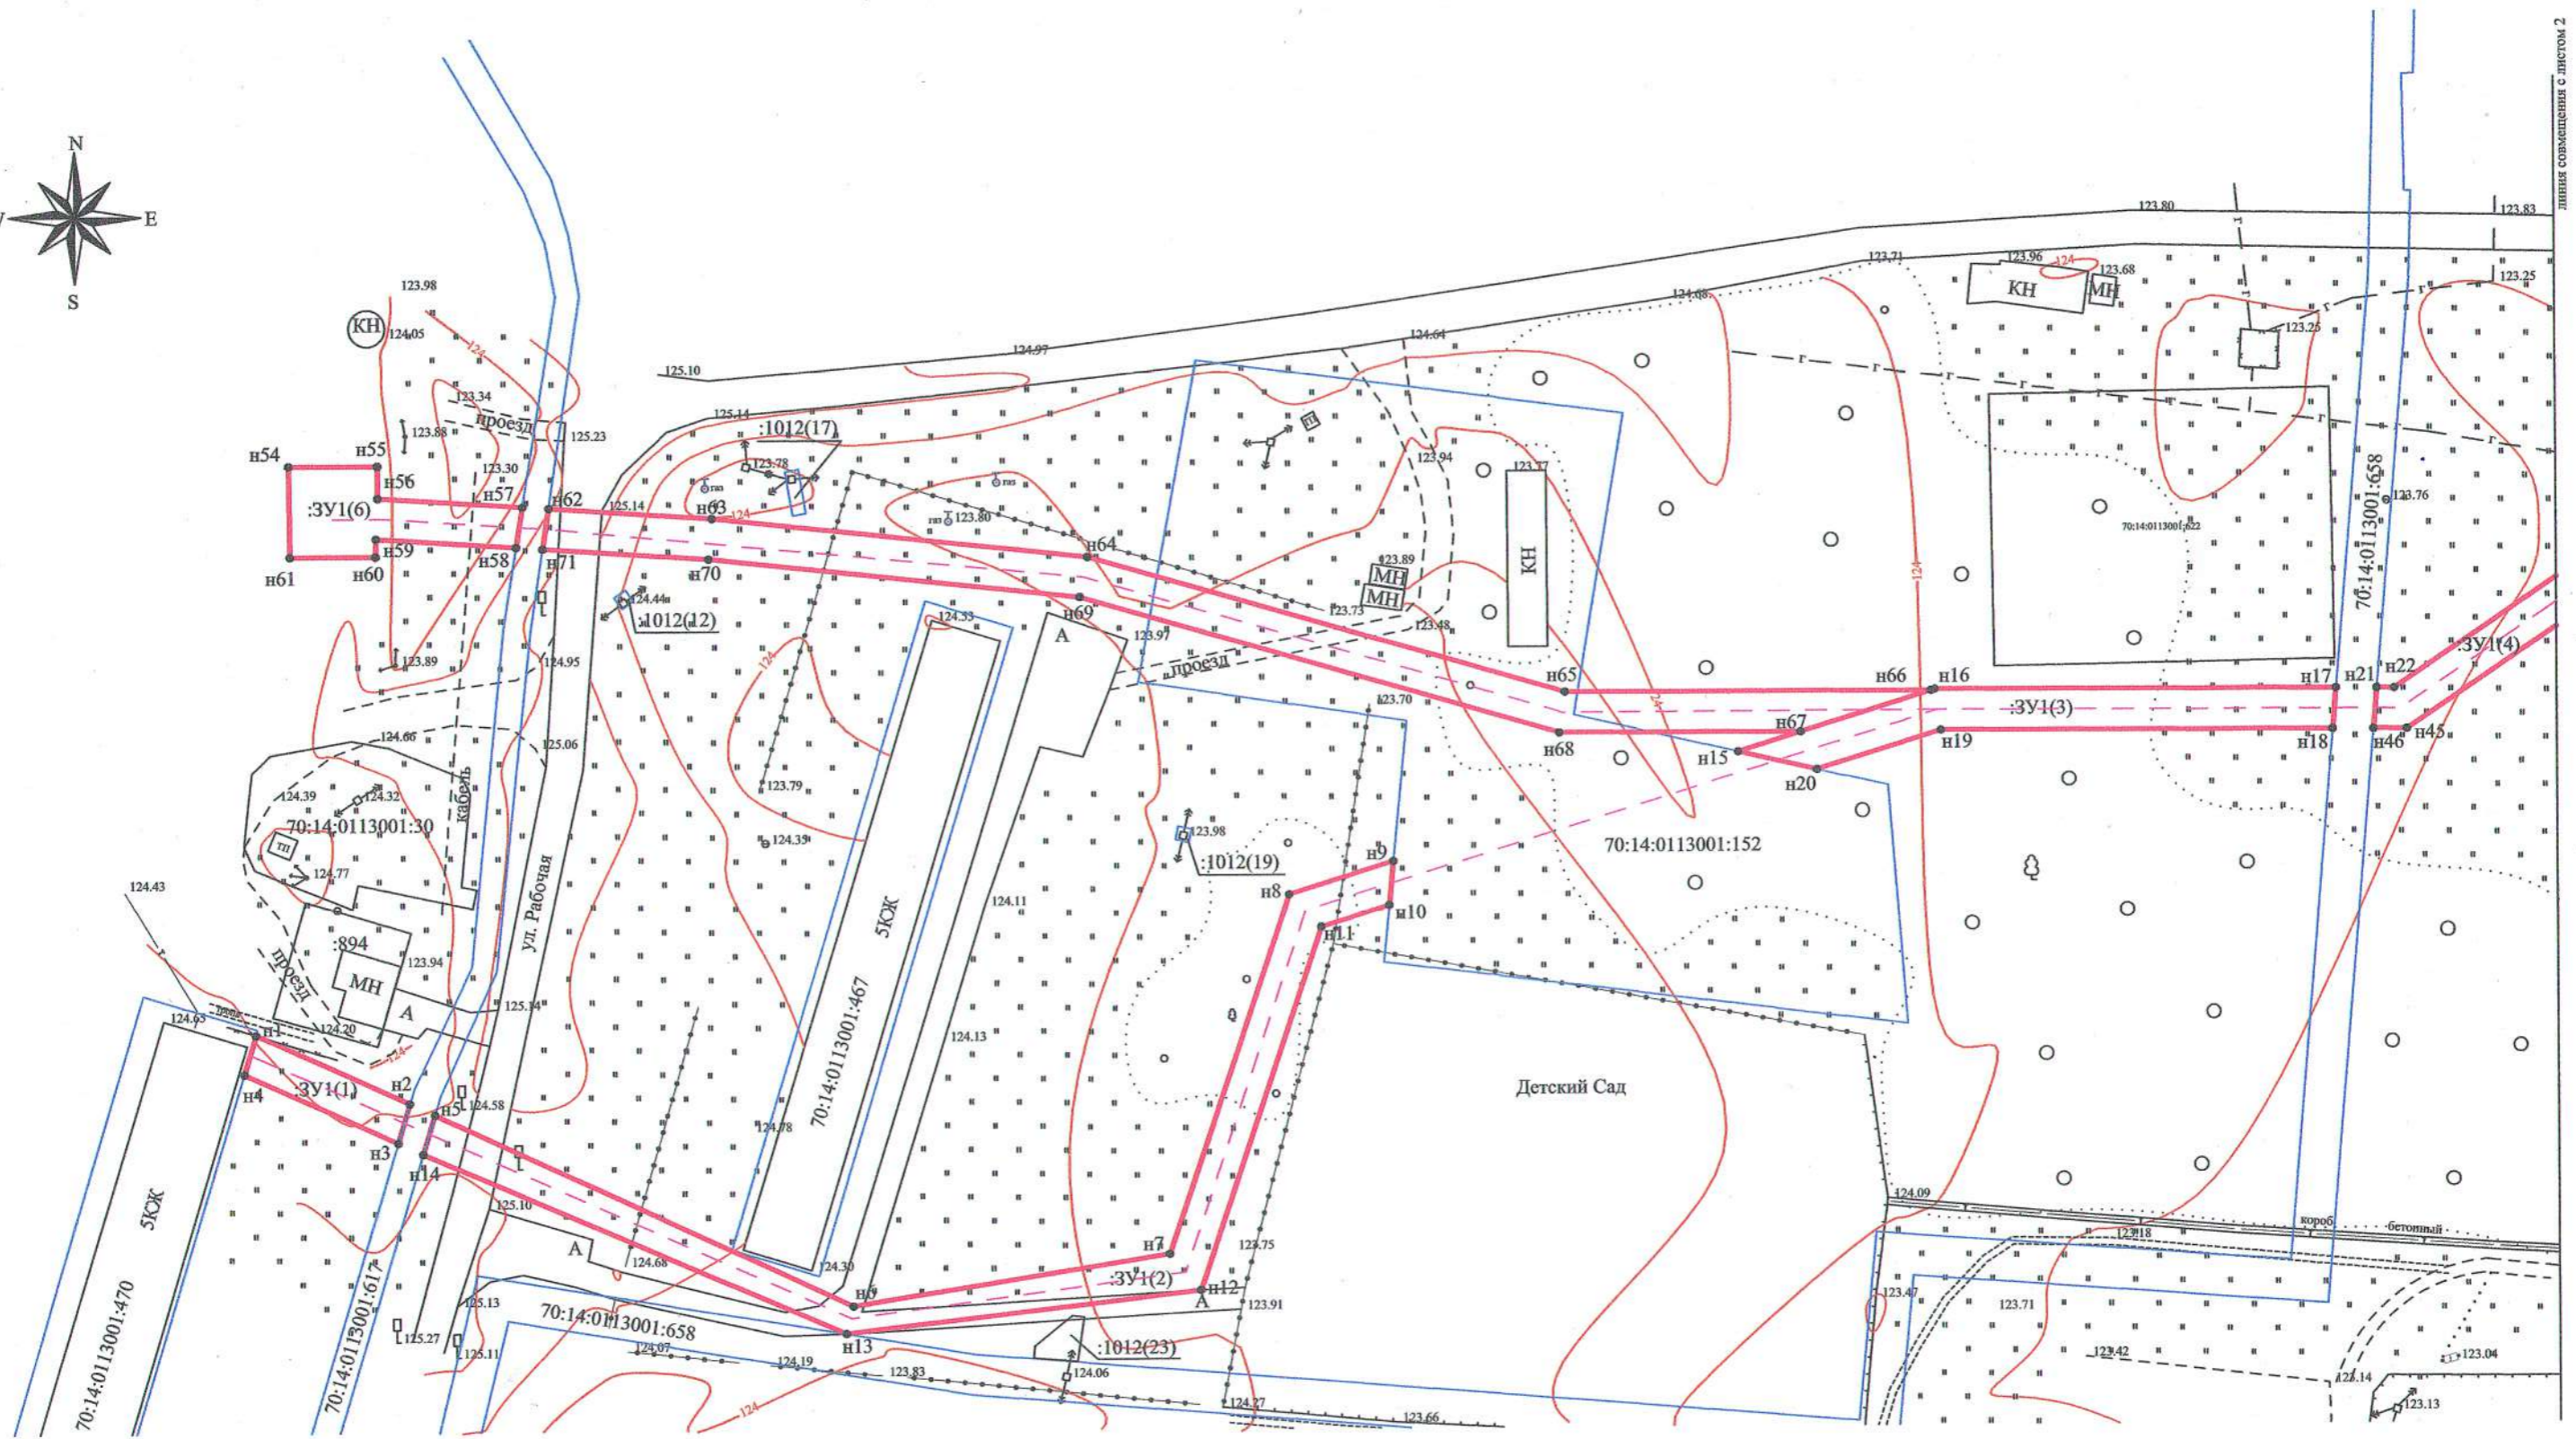 линия совмещения с листом 2
N
E
S
123.80
123.83
123.98
КН
124.05
124
123.71
123.96
124
123.68
КН
МН
г
123.25
124.68
г
123.25
124.64
124.97
125.10
г
г
г
123.34
проезд
123.88
125.23
125.14
:1012(17)
123.78
ТП
123.94
123.77
н54
н55
н56
123.30
н57
:ЗУ1(6)
н62
125.14
газ
н63
124
газ
газ
123.80
70:14:0113001:658
123.76
70:14:0113001:622
н59
н58
н71
н61
н60
н70
н64
КН
123.89
МН
МН
124
124.44
:1012(12)
н69
123.73
123.48
124.53
А
123.97
проезд
123.89
124.95
124
:ЗУ1(4)
н65
н66
н16
н17
н21
н22
123.70
124
:ЗУ1(3)
н67
н68
н15
н19
н18
н46
н45
н20
124.66
125.06
кабель
124.39
124.32
123.79
70:14:0113001:30
ТП
124.35
123.98
:1012(19)
70:14:0113001:152
124.77
124.43
г
ул. Рабочая
5КЖ
124.11
н9
н8
н10
н11
:894
проезд
123.94
МН
А
125.14
70:14:0113001:467
124.13
124.65
н1
124.20
124
н4
:ЗУ1(1)
н2
н5
124.58
Детский Сад
124.78
н3
н14
5КЖ
125.10
124.09
А
короб
бетонный
123.18
н7
123.75
124.68
124.30
:ЗУ1(2)
н6
н12
А
123.91
123.47
123.71
70:14:0113001:470
70:14:0113001:617
125.13
70:14:0113001:658
125.27
125.11
н13
:1012(23)
124.07
124.19
123.83
124.06
123.42
123.04
123.14
124
124.27
123.66
123.13